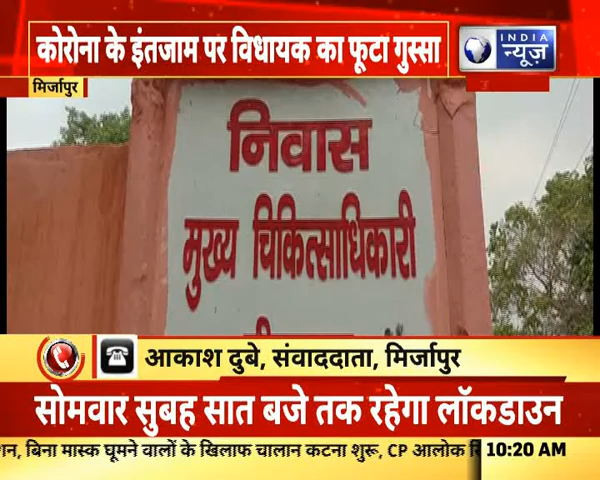 कोरोना के इंतजाम पर विधायक का फूटा गुस्सा
INDIA
न्यूज़
मिर्जापुर
निवास
मुख्य चिकित्साधिकारी
आकाश दुबे, संवाददाता, मिर्जापुर
सोमवार सुबह सात बजे तक रहेगा लॉकडाउन
बिना मास्क घूमने वालों के खिलाफ चालान कटना शुरू, CP आलोक
10:20 AM